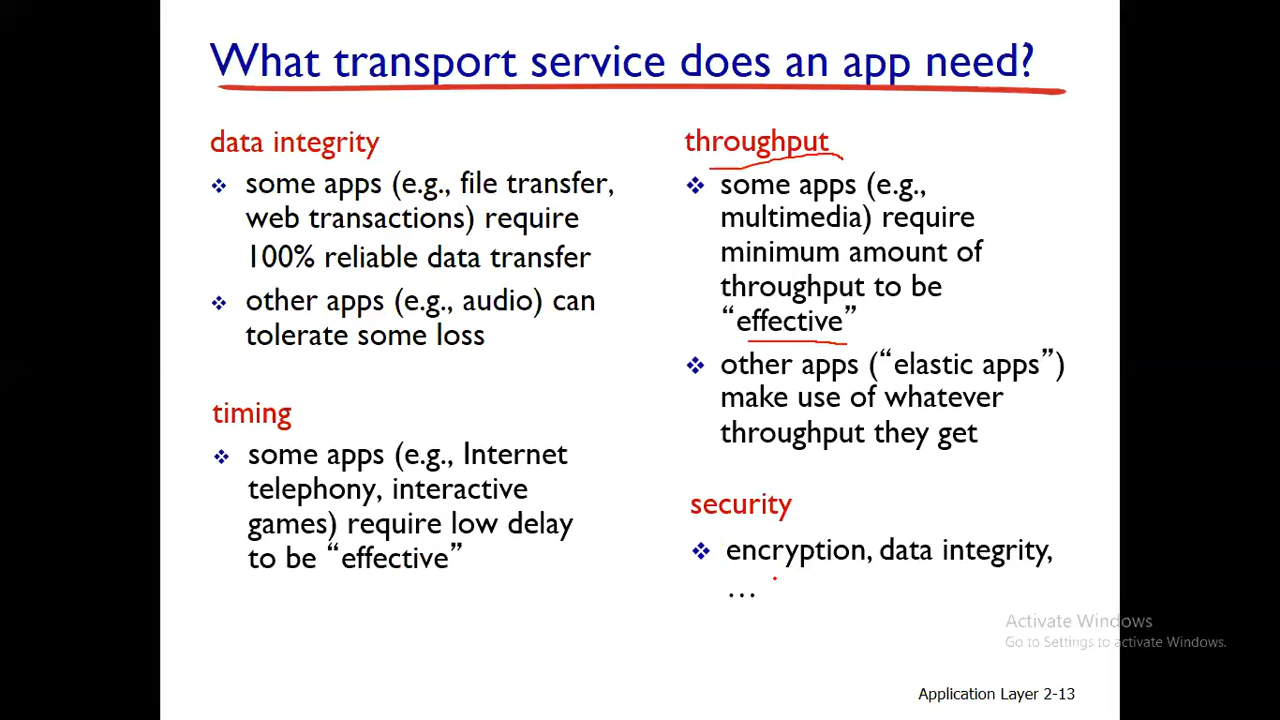 What transport service does an app need?
data integrity
some apps (e.g., file transfer,
web transactions) require
100% reliable data transfer
other apps (e.g., audio) can
tolerate some loss
timing
some apps (e.g., Internet
telephony, interactive
games) require low delay
to be “effective”
throughput
some apps (e.g.,
multimedia) require
minimum amount of
throughput to be
“effective”
other apps (“elastic apps”)
make use of whatever
throughput they get
security
encryption, data integrity,
…
Activate Windows
Go to Settings to activate Windows.
Application Layer 2-13